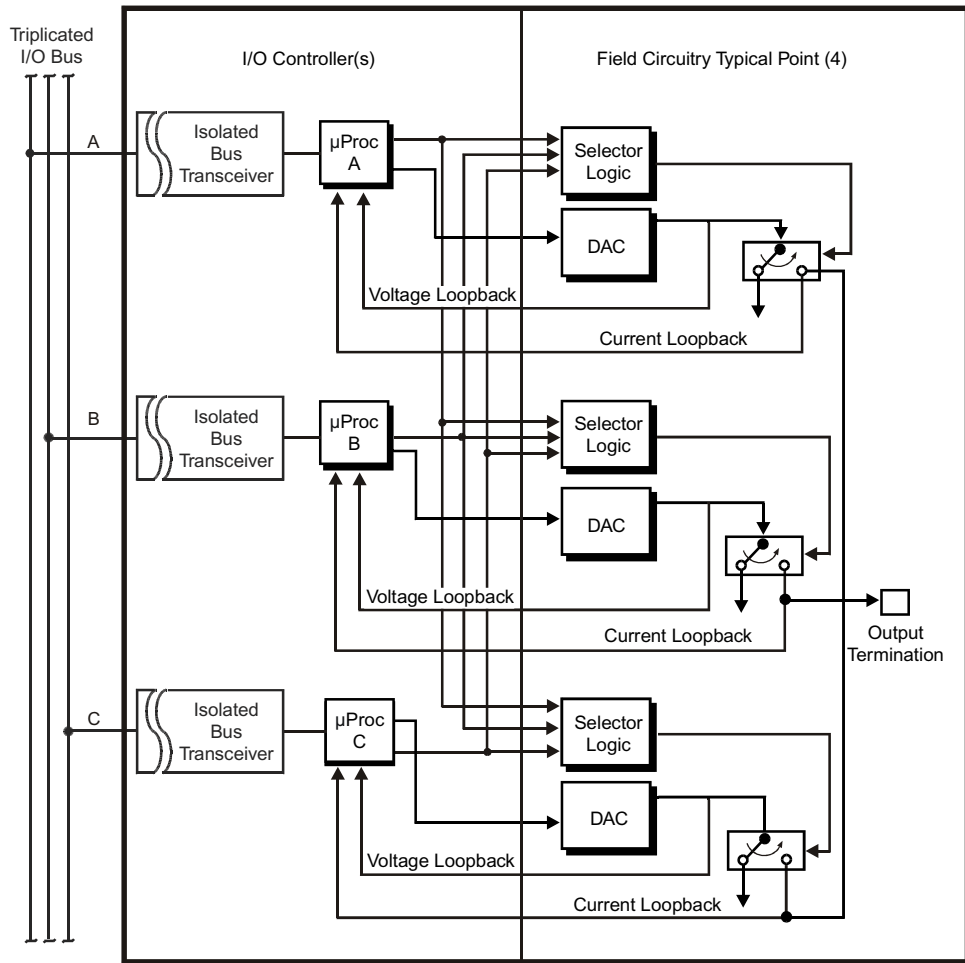 Triplicated
I/O Bus
I/O Controller(s)
Field Circuitry Typical Point (4)
A
Isolated
Bus
Transceiver
µProc
A
Selector
Logic
DAC
Voltage Loopback
Current Loopback
B
Isolated
Bus
Transceiver
µProc
B
Selector
Logic
DAC
Voltage Loopback
Current Loopback
Output
Termination
C
Isolated
Bus
Transceiver
µProc
C
Selector
Logic
DAC
Voltage Loopback
Current Loopback